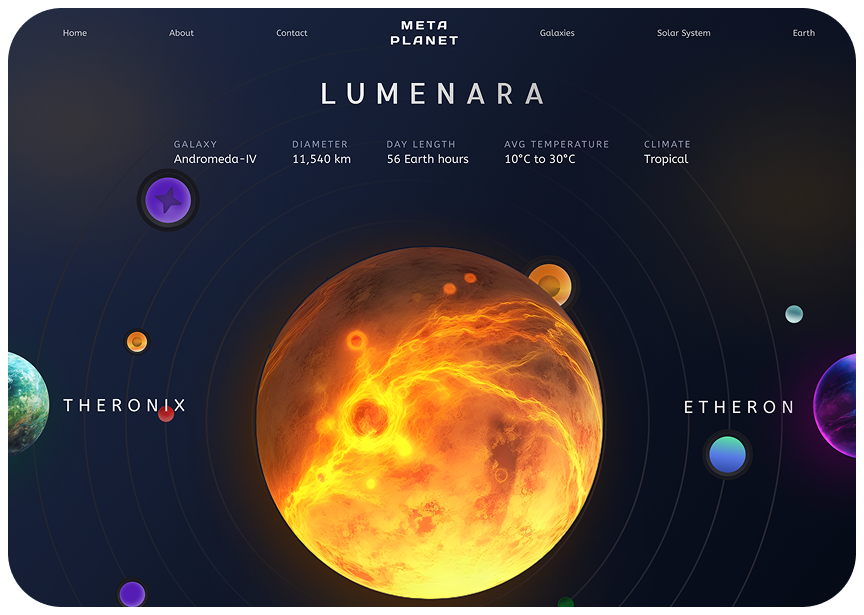 Home About Contact META PLANET Galaxies Solar System Earth
LUMENARA
GALAXY DIAMETER DAY LENGTH AVG TEMPERATURE CLIMATE
Andromeda-IV 11,540 km 56 Earth hours 10°C to 30°C Tropical
THERONIX ETHERON